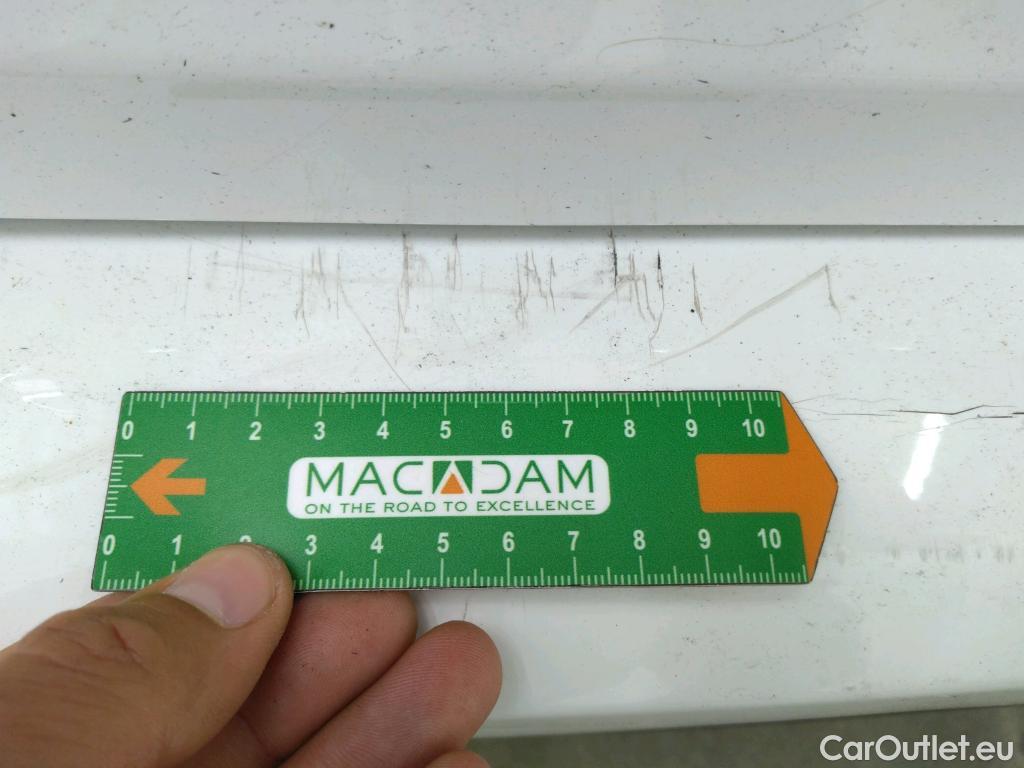 0 1 2 3 4 5 6 7 8 9 10
MACADAM
ON THE ROAD TO EXCELLENCE
0 1 2 3 4 5 6 7 8 9 10
CarOutlet.eu